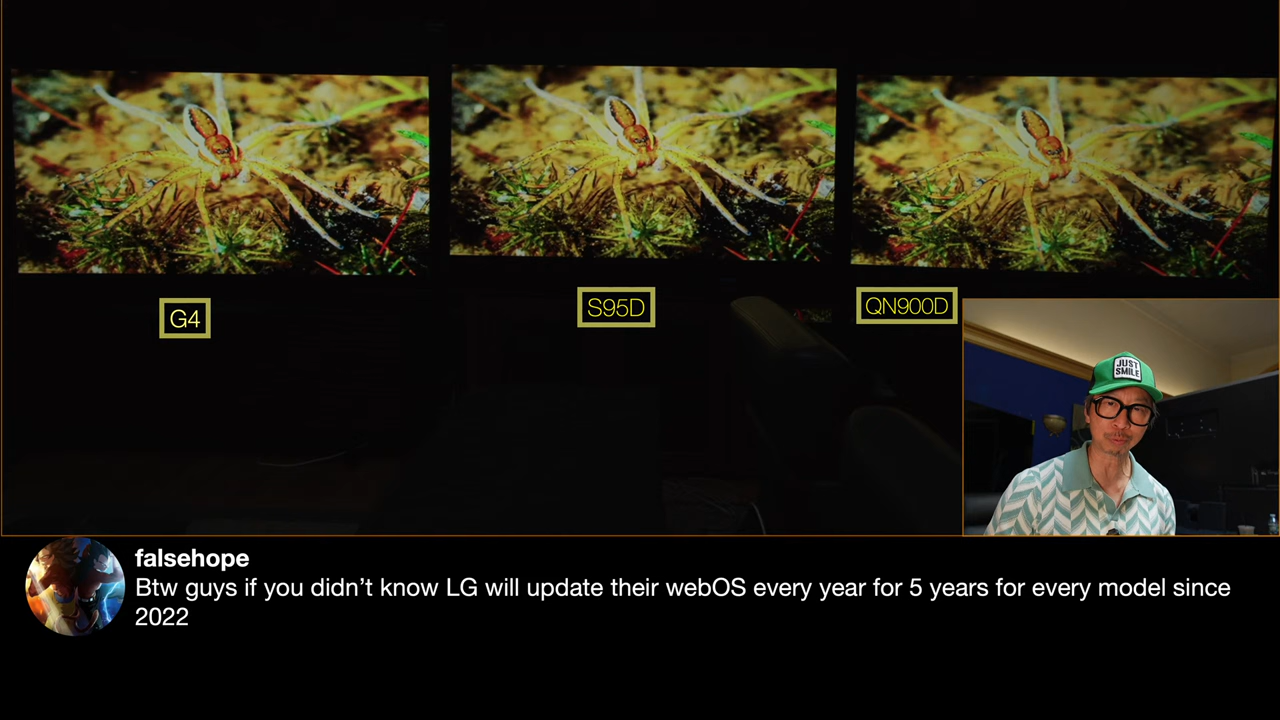 G4
S95D
QN900D
JUST
SMILE
falsehope
Btw guys if you didn’t know LG will update their webOS every year for 5 years for every model since
2022